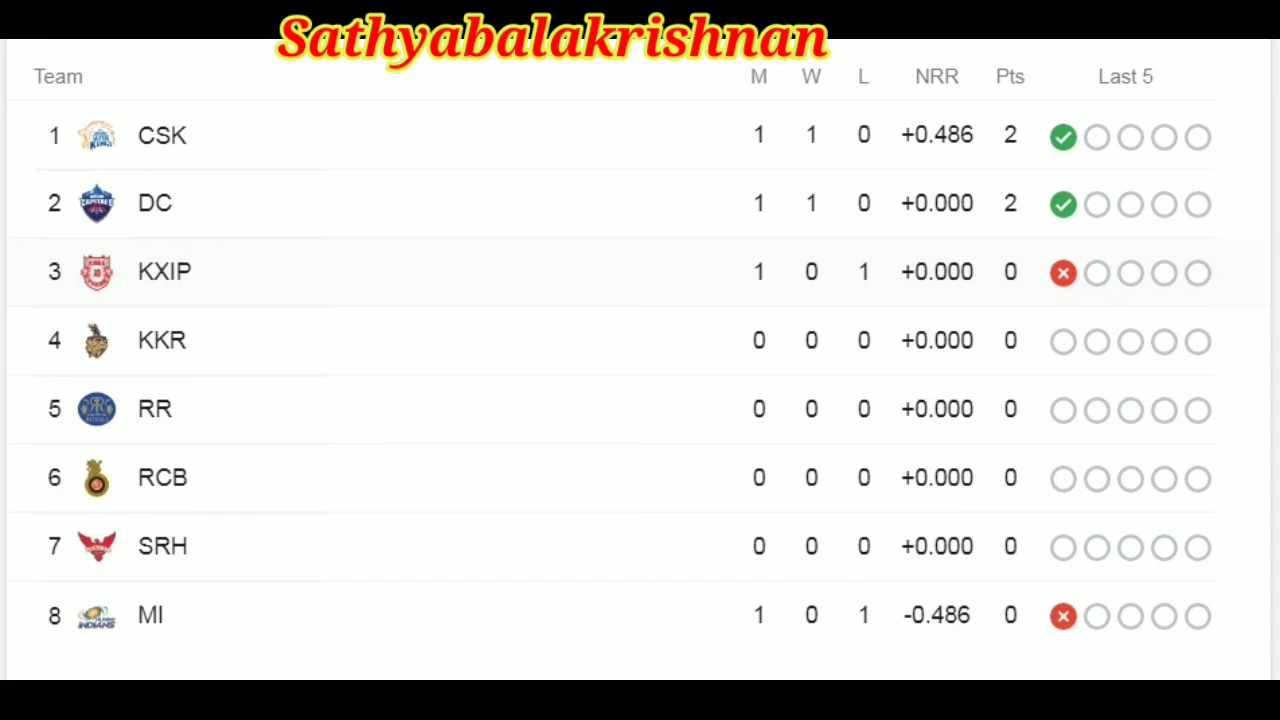 Sathyabalakrishnan
Team M W L NRR Pts Last 5
1 CSK 1 1 0 +0.486 2
2 DC 1 1 0 +0.000 2
3 KXIP 1 0 1 +0.000 0
4 KKR 0 0 0 +0.000 0
5 RR 0 0 0 +0.000 0
6 RCB 0 0 0 +0.000 0
7 SRH 0 0 0 +0.000 0
8 MI 1 0 1 -0.486 0